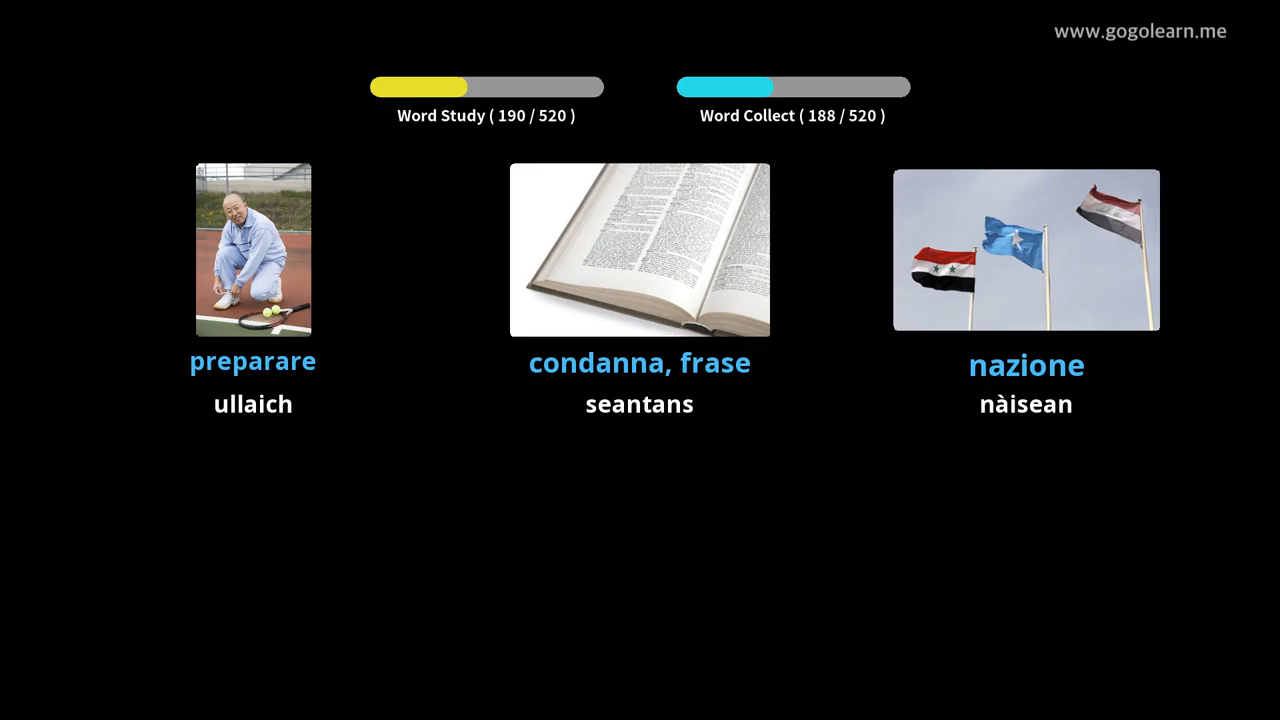 www.gogolearn.me
Word Study ( 190 / 520 )
Word Collect ( 188 / 520 )
preparare
condanna, frase
nazione
ullaich
seantans
nàisean